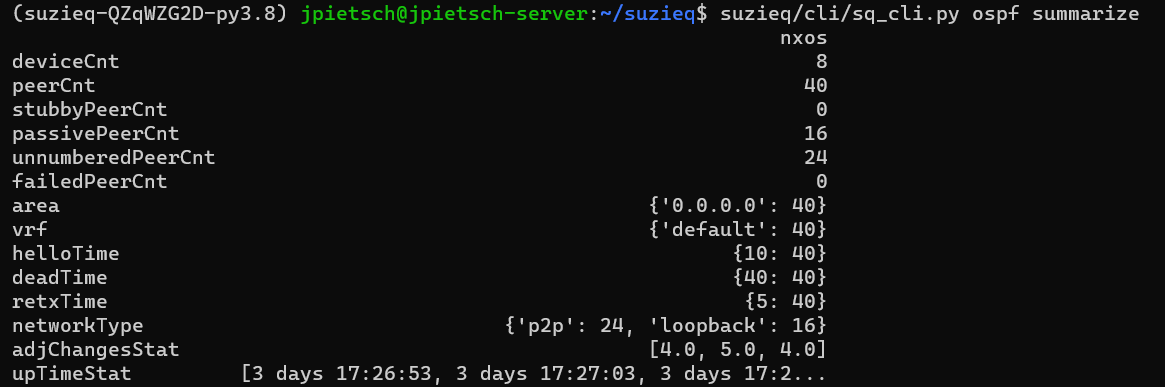 (suzieq-QZqWZG2D-py3.8) jpietsch@jpietsch-server:~/suzieq$ suzieq/cli/sq_cli.py ospf summarize
nxos
deviceCnt 8
peerCnt 40
stubbyPeerCnt 0
passivePeerCnt 16
unnumberedPeerCnt 24
failedPeerCnt 0
area {'0.0.0.0': 40}
vrf {'default': 40}
helloTime {10: 40}
deadTime {40: 40}
retxTime {5: 40}
networkType {'p2p': 24, 'loopback': 16}
adjChangesStat [4.0, 5.0, 4.0]
upTimeStat [3 days 17:26:53, 3 days 17:27:03, 3 days 17:2...